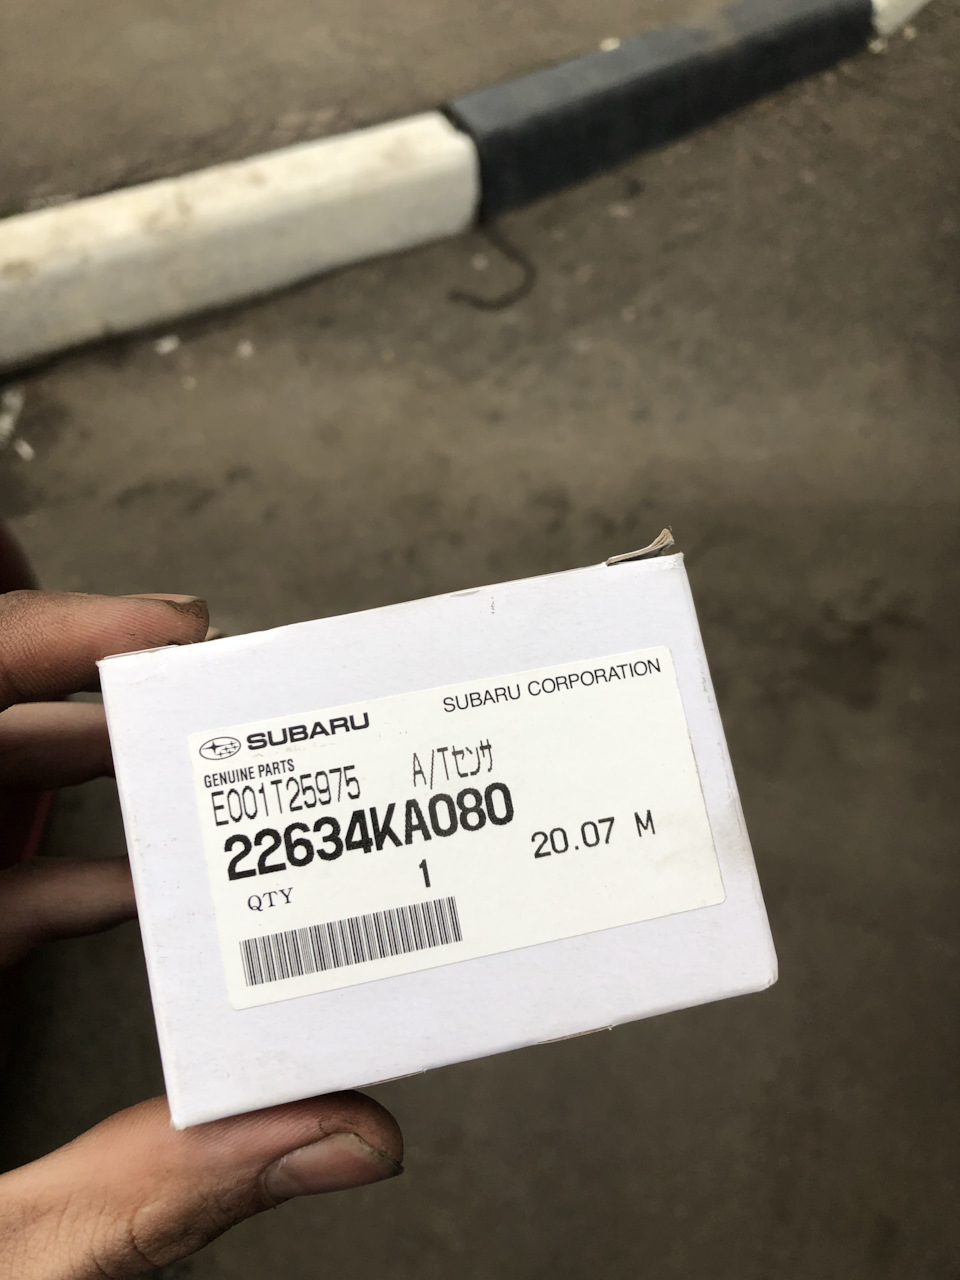 SUBARU
SUBARU CORPORATION
GENUINE PARTS
E001T25975 A/Tセンサ
22634KA080
20.07 M
QTY 1